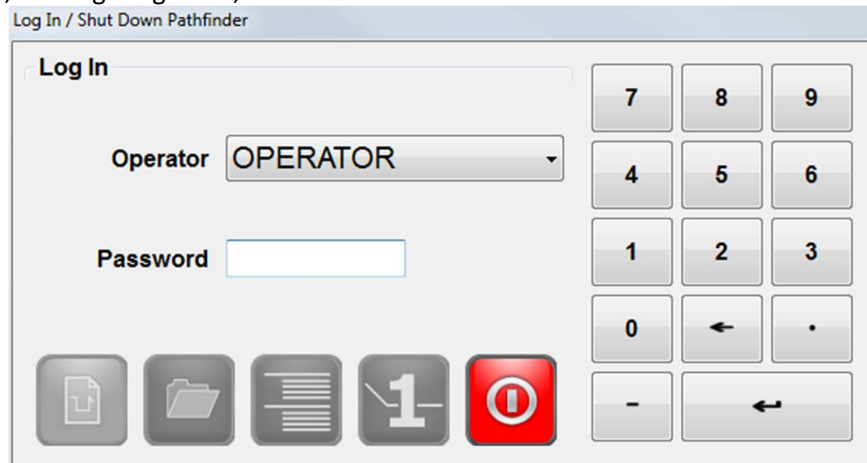 Log In / Shut Down Pathfinder
Log In
Operator OPERATOR
Password
7 8 9
4 5 6
1 2 3
0 ← .
1
- ↵